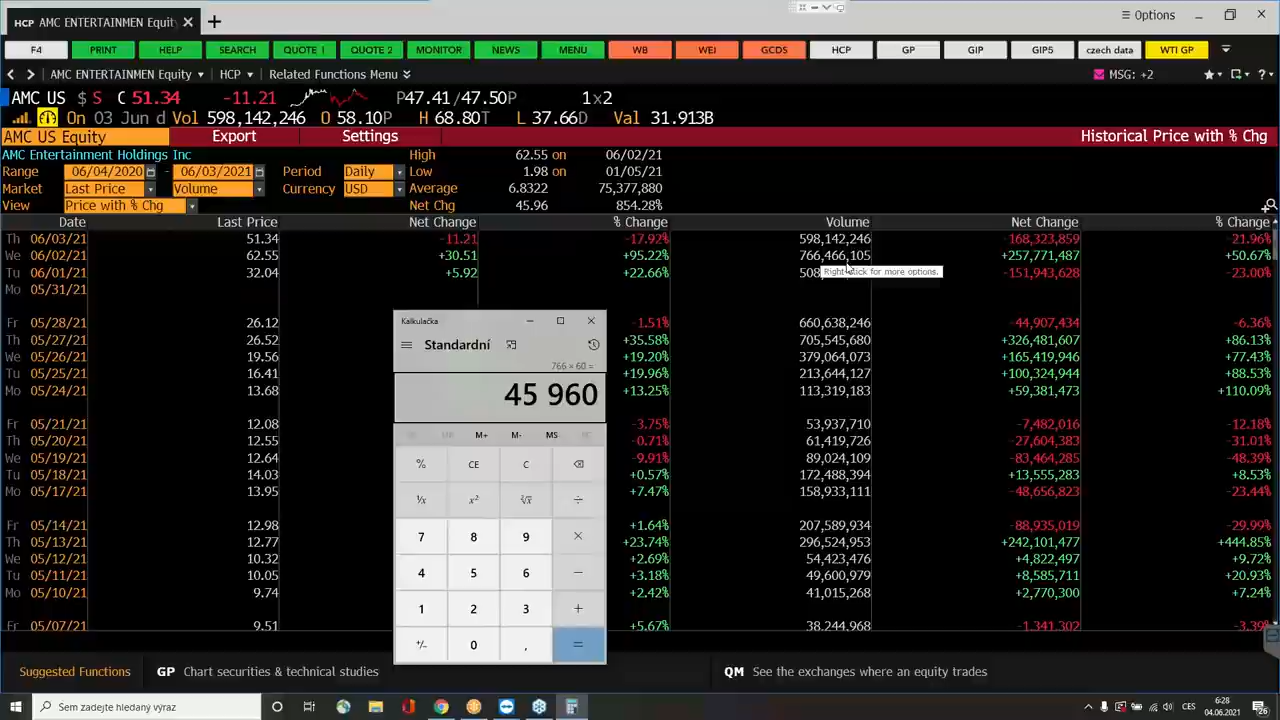 HCP AMC ENTERTAINMEN Equity
Options
F4 PRINT HELP SEARCH QUOTE 1 QUOTE 2 MONITOR NEWS MENU WB WEI GCDS HCP GP GIP GIP5 czech data WTI GP
AMC ENTERTAINMEN Equity HCP Related Functions Menu MSG: +2
AMC US $ S C 51.34 -11.21 P47.41/47.50P 1x2
On 03 Jun d Vol 598,142,246 O 58.10P H 68.80T L 37.66D Val 31.913B
AMC US Equity Export Settings Historical Price with % Chg
AMC Entertainment Holdings Inc High 62.55 on 06/02/21
Range 06/04/2020 - 06/03/2021 Period Daily Low 1.98 on 01/05/21
Market Last Price Volume Currency USD Average 6.8322 75,377,880
View Price with % Chg Net Chg 45.96 854.28%
Date Last Price Net Change % Change Volume Net Change % Change
Th 06/03/21 51.34 -11.21 -17.92% 598,142,246 -168,323,859 -21.96%
We 06/02/21 62.55 +30.51 +95.22% 766,466,105 +257,771,487 +50.67%
Tu 06/01/21 32.04 +5.92 +22.66% 508 -151,943,628 -23.00%
Right click for more options.
Mo 05/31/21
Fr 05/28/21 26.12 -1.51% 660,638,246 -44,907,434 -6.36%
Th 05/27/21 26.52 +35.58% 705,545,680 +326,481,607 +86.13%
We 05/26/21 19.56 +19.20% 379,064,073 +165,419,946 +77.43%
Tu 05/25/21 16.41 +19.96% 213,644,127 +100,324,944 +88.53%
Mo 05/24/21 13.68 +13.25% 113,319,183 +59,381,473 +110.09%
Fr 05/21/21 12.08 -3.75% 53,937,710 -7,482,016 -12.18%
Th 05/20/21 12.55 -0.71% 61,419,726 -27,604,383 -31.01%
We 05/19/21 12.64 -9.91% 89,024,109 -83,464,285 -48.39%
Tu 05/18/21 14.03 +0.57% 172,488,394 +13,555,283 +8.53%
Mo 05/17/21 13.95 +7.47% 158,933,111 -48,656,823 -23.44%
Fr 05/14/21 12.98 +1.64% 207,589,934 -88,935,019 -29.99%
Th 05/13/21 12.77 +23.74% 296,524,953 +242,101,477 +444.85%
We 05/12/21 10.32 +2.69% 54,423,476 +4,822,497 +9.72%
Tu 05/11/21 10.05 +3.18% 49,600,979 +8,585,711 +20.93%
Mo 05/10/21 9.74 +2.42% 41,015,268 +2,770,300 +7.24%
Fr 05/07/21 9.51 +5.67% 38,244,968 -1,341,302 -3.39%
Kalkulačka
Standardní
766 × 60 =
45 960
M+ M- MS
% CE C
¹/x x² ²√x ÷
7 8 9 ×
4 5 6 −
1 2 3 +
+/- 0 , =
Suggested Functions GP Chart securities & technical studies QM See the exchanges where an equity trades
Sem zadejte hledaný výraz
CES
6:28
04.06.2021
26